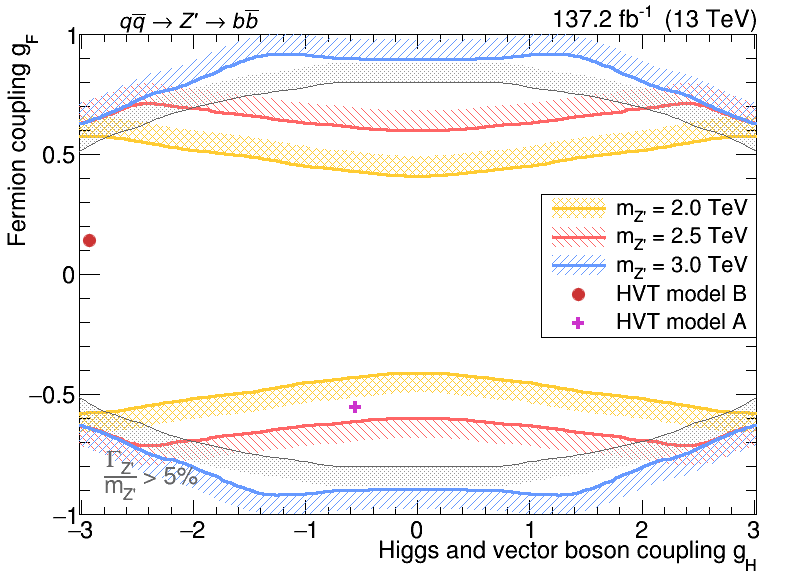 qq̅ → Z' → bb̅
137.2 fb⁻¹ (13 TeV)
Fermion coupling g_F
1
0.5
0
−0.5
−1
m_Z' = 2.0 TeV
m_Z' = 2.5 TeV
m_Z' = 3.0 TeV
HVT model B
HVT model A
Γ_Z'
m_Z'
> 5%
−3 −2 −1 0 1 2 3
Higgs and vector boson coupling g_H